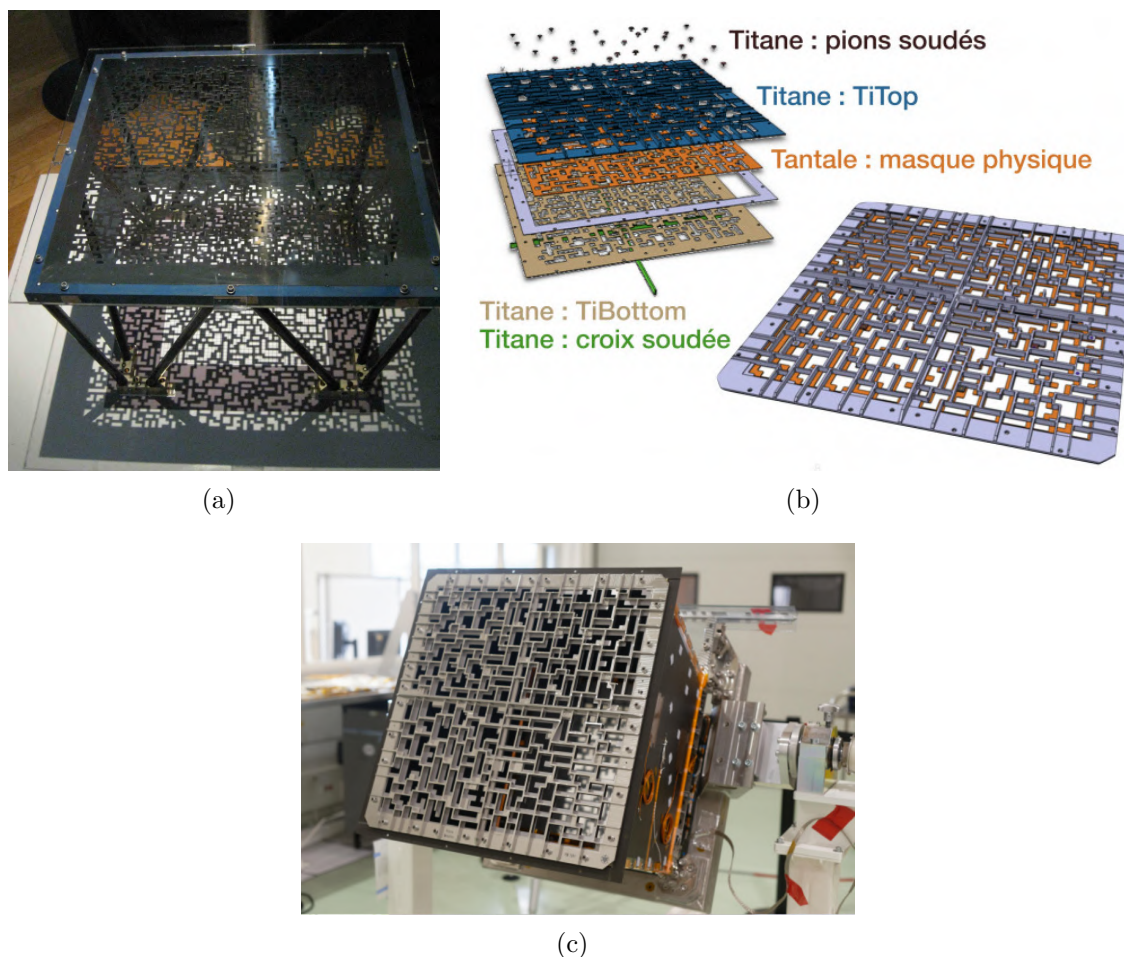 Titane : pions soudés
Titane : TiTop
Tantale : masque physique
Titane : TiBottom
Titane : croix soudée
(a)
(b)
(c)